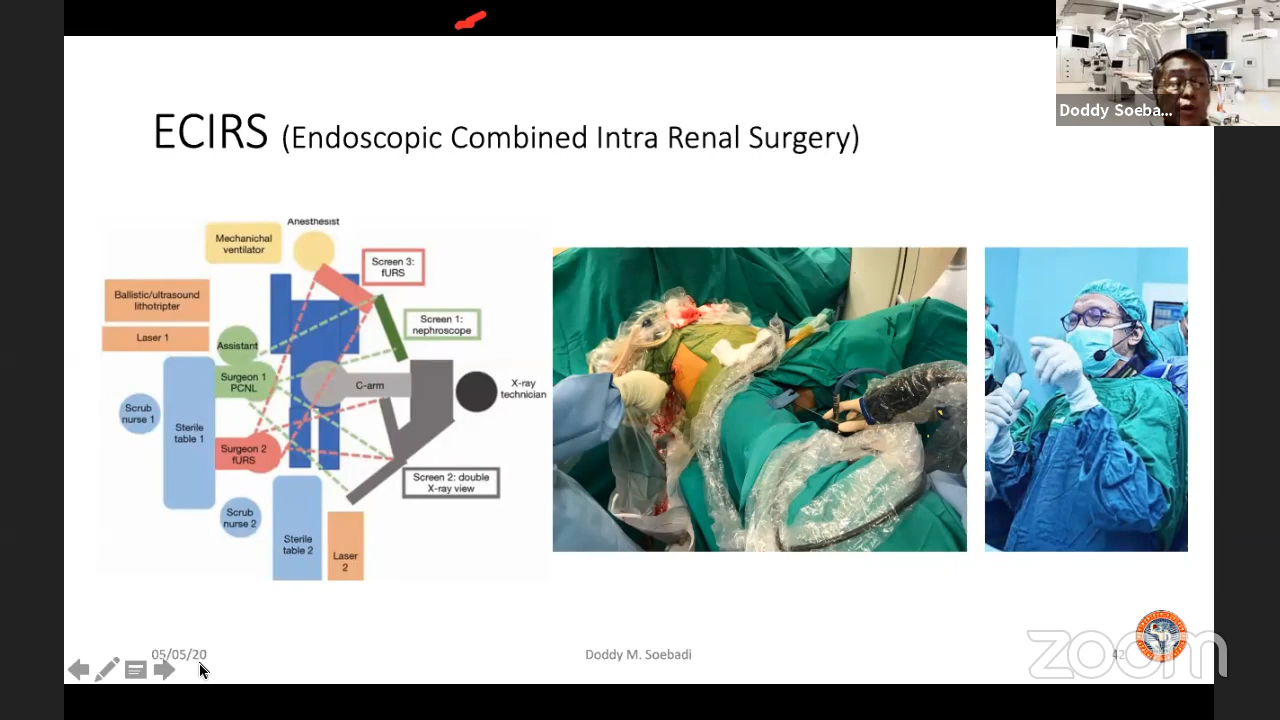 Doddy Soeba...
ECIRS (Endoscopic Combined Intra Renal Surgery)
Anesthesist
Mechanichal
ventilator
Screen 3:
fURS
Ballistic/ultrasound
lithotripter
Laser 1
Screen 1:
nephroscope
Assistant
Surgeon 1
PCNL
C-arm
X-ray
technician
Scrub
nurse 1
Sterile
table 1
Surgeon 2
fURS
Screen 2: double
X-ray view
Scrub
nurse 2
Sterile
table 2
Laser
2
05/05/20
Doddy M. Soebadi
42
zoom